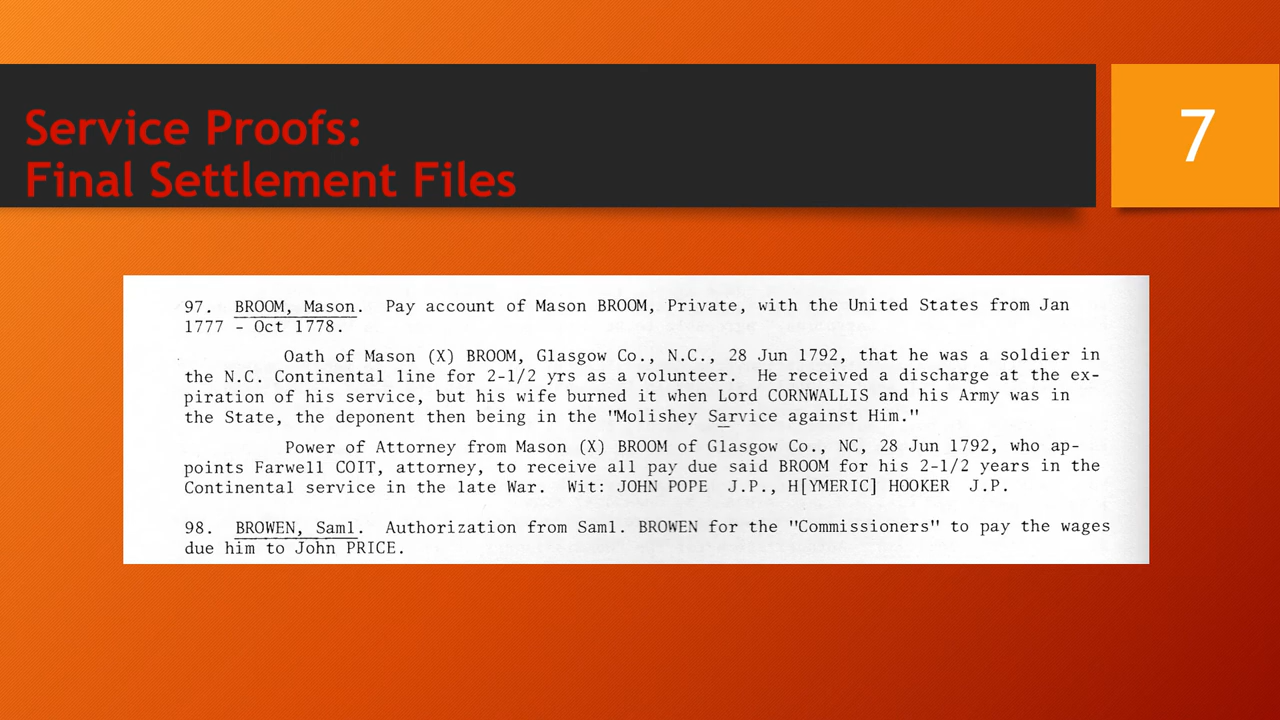 Service Proofs:
Final Settlement Files
7
97. BROOM, Mason. Pay account of Mason BROOM, Private, with the United States from Jan
1777 - Oct 1778.
Oath of Mason (X) BROOM, Glasgow Co., N.C., 28 Jun 1792, that he was a soldier in
the N.C. Continental line for 2-1/2 yrs as a volunteer. He received a discharge at the ex-
piration of his service, but his wife burned it when Lord CORNWALLIS and his Army was in
the State, the deponent then being in the "Molishey Sarvice against Him."
Power of Attorney from Mason (X) BROOM of Glasgow Co., NC, 28 Jun 1792, who ap-
points Farwell COIT, attorney, to receive all pay due said BROOM for his 2-1/2 years in the
Continental service in the late War. Wit: JOHN POPE J.P., H[YMERIC] HOOKER J.P.
98. BROWEN, Saml. Authorization from Saml. BROWEN for the "Commissioners" to pay the wages
due him to John PRICE.